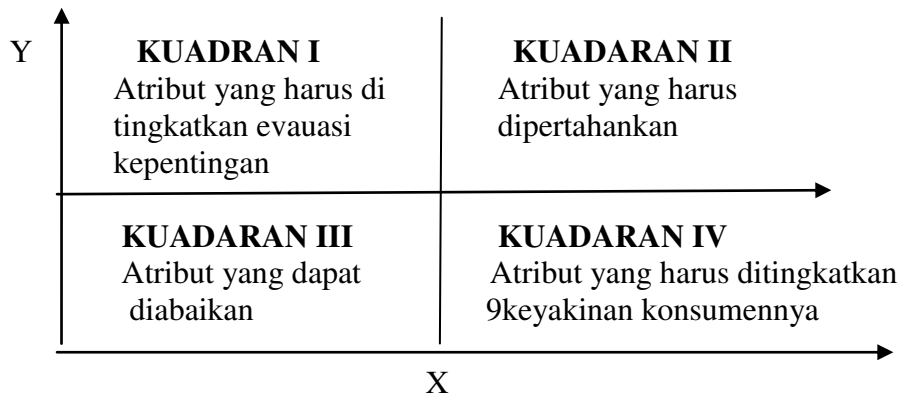 Y
KUADRAN I
Atribut yang harus di
tingkatkan evauasi
kepentingan
KUADARAN II
Atribut yang harus
dipertahankan
KUADARAN III
Atribut yang dapat
diabaikan
KUADARAN IV
Atribut yang harus ditingkatkan
9keyakinan konsumennya
X